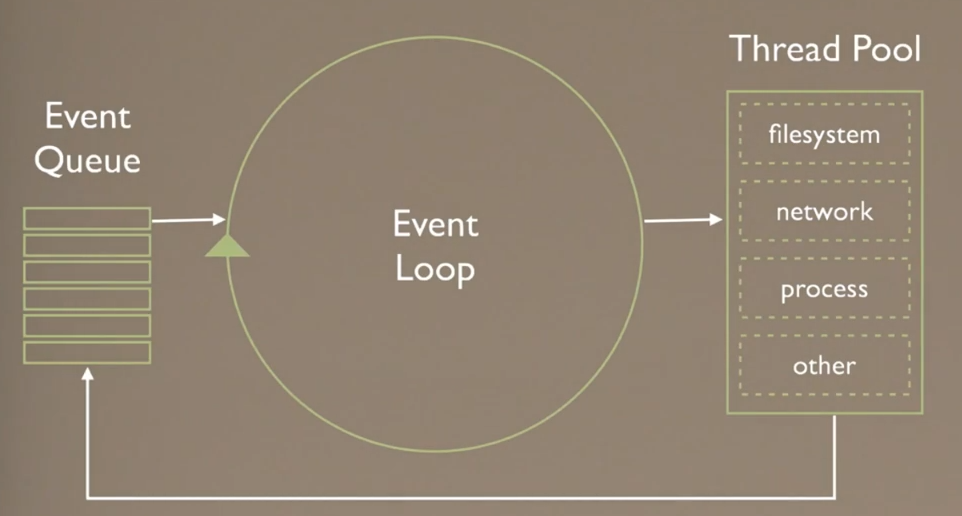 Event
Queue
Event
Loop
Thread Pool
filesystem
network
process
other